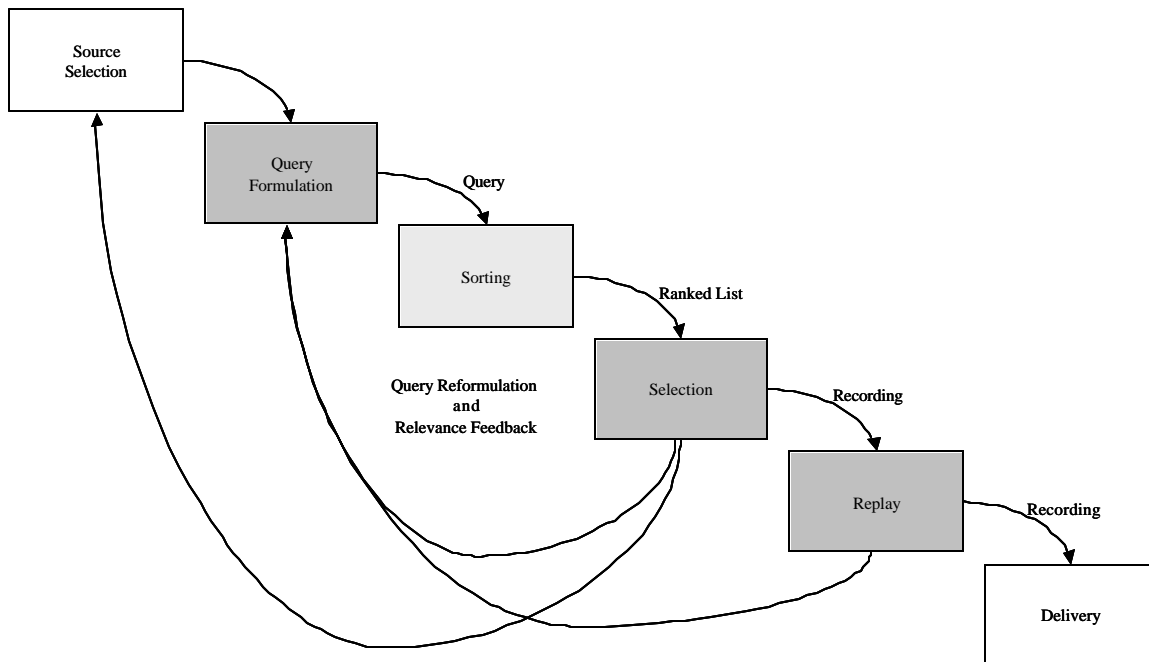 Source
Selection
Query
Formulation
Query
Sorting
Ranked List
Selection
Query Reformulation
and
Relevance Feedback
Recording
Replay
Recording
Delivery